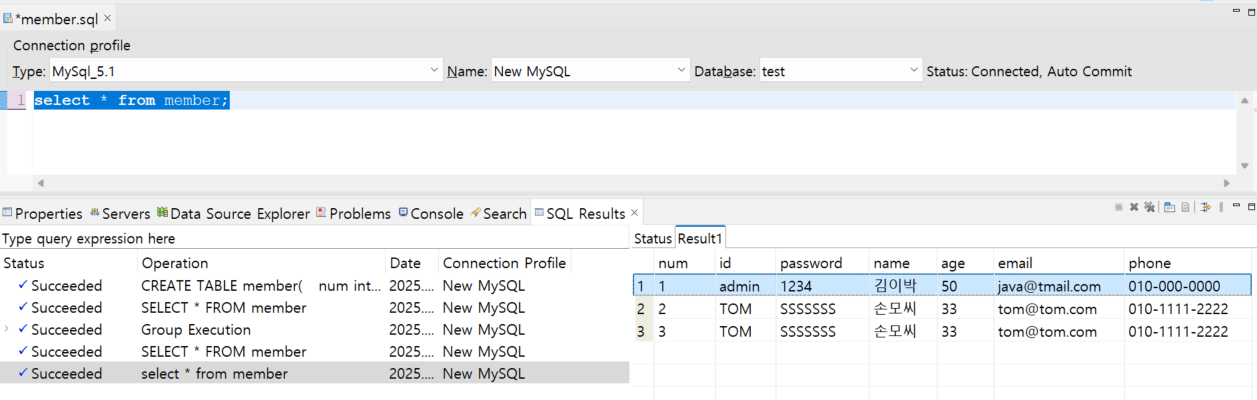 *member.sql
Connection profile
Type: MySql_5.1 Name: New MySQL Database: test Status: Connected, Auto Commit
1 select * from member;
Properties Servers Data Source Explorer Problems Console Search SQL Results
Type query expression here
Status Operation Date Connection Profile
Succeeded CREATE TABLE member( num int... 2025.... New MySQL
Succeeded SELECT * FROM member 2025.... New MySQL
Succeeded Group Execution 2025.... New MySQL
Succeeded SELECT * FROM member 2025.... New MySQL
Succeeded select * from member 2025.... New MySQL
Status Result1
num id password name age email phone
1 1 admin 1234 김이박 50 java@tmail.com 010-000-0000
2 2 TOM SSSSSSS 손모씨 33 tom@tom.com 010-1111-2222
3 3 TOM SSSSSSS 손모씨 33 tom@tom.com 010-1111-2222